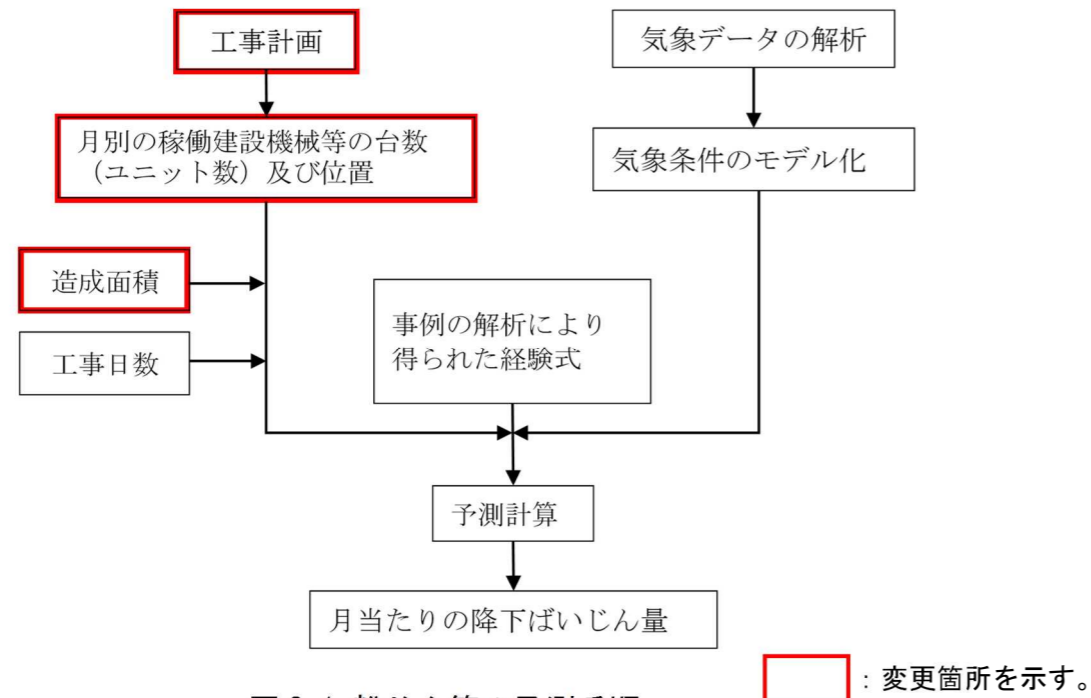 工事計画
気象データの解析
月別の稼働建設機械等の台数
（ユニット数）及び位置
気象条件のモデル化
造成面積
事例の解析により
得られた経験式
工事日数
予測計算
月当たりの降下ばいじん量
：変更箇所を示す。